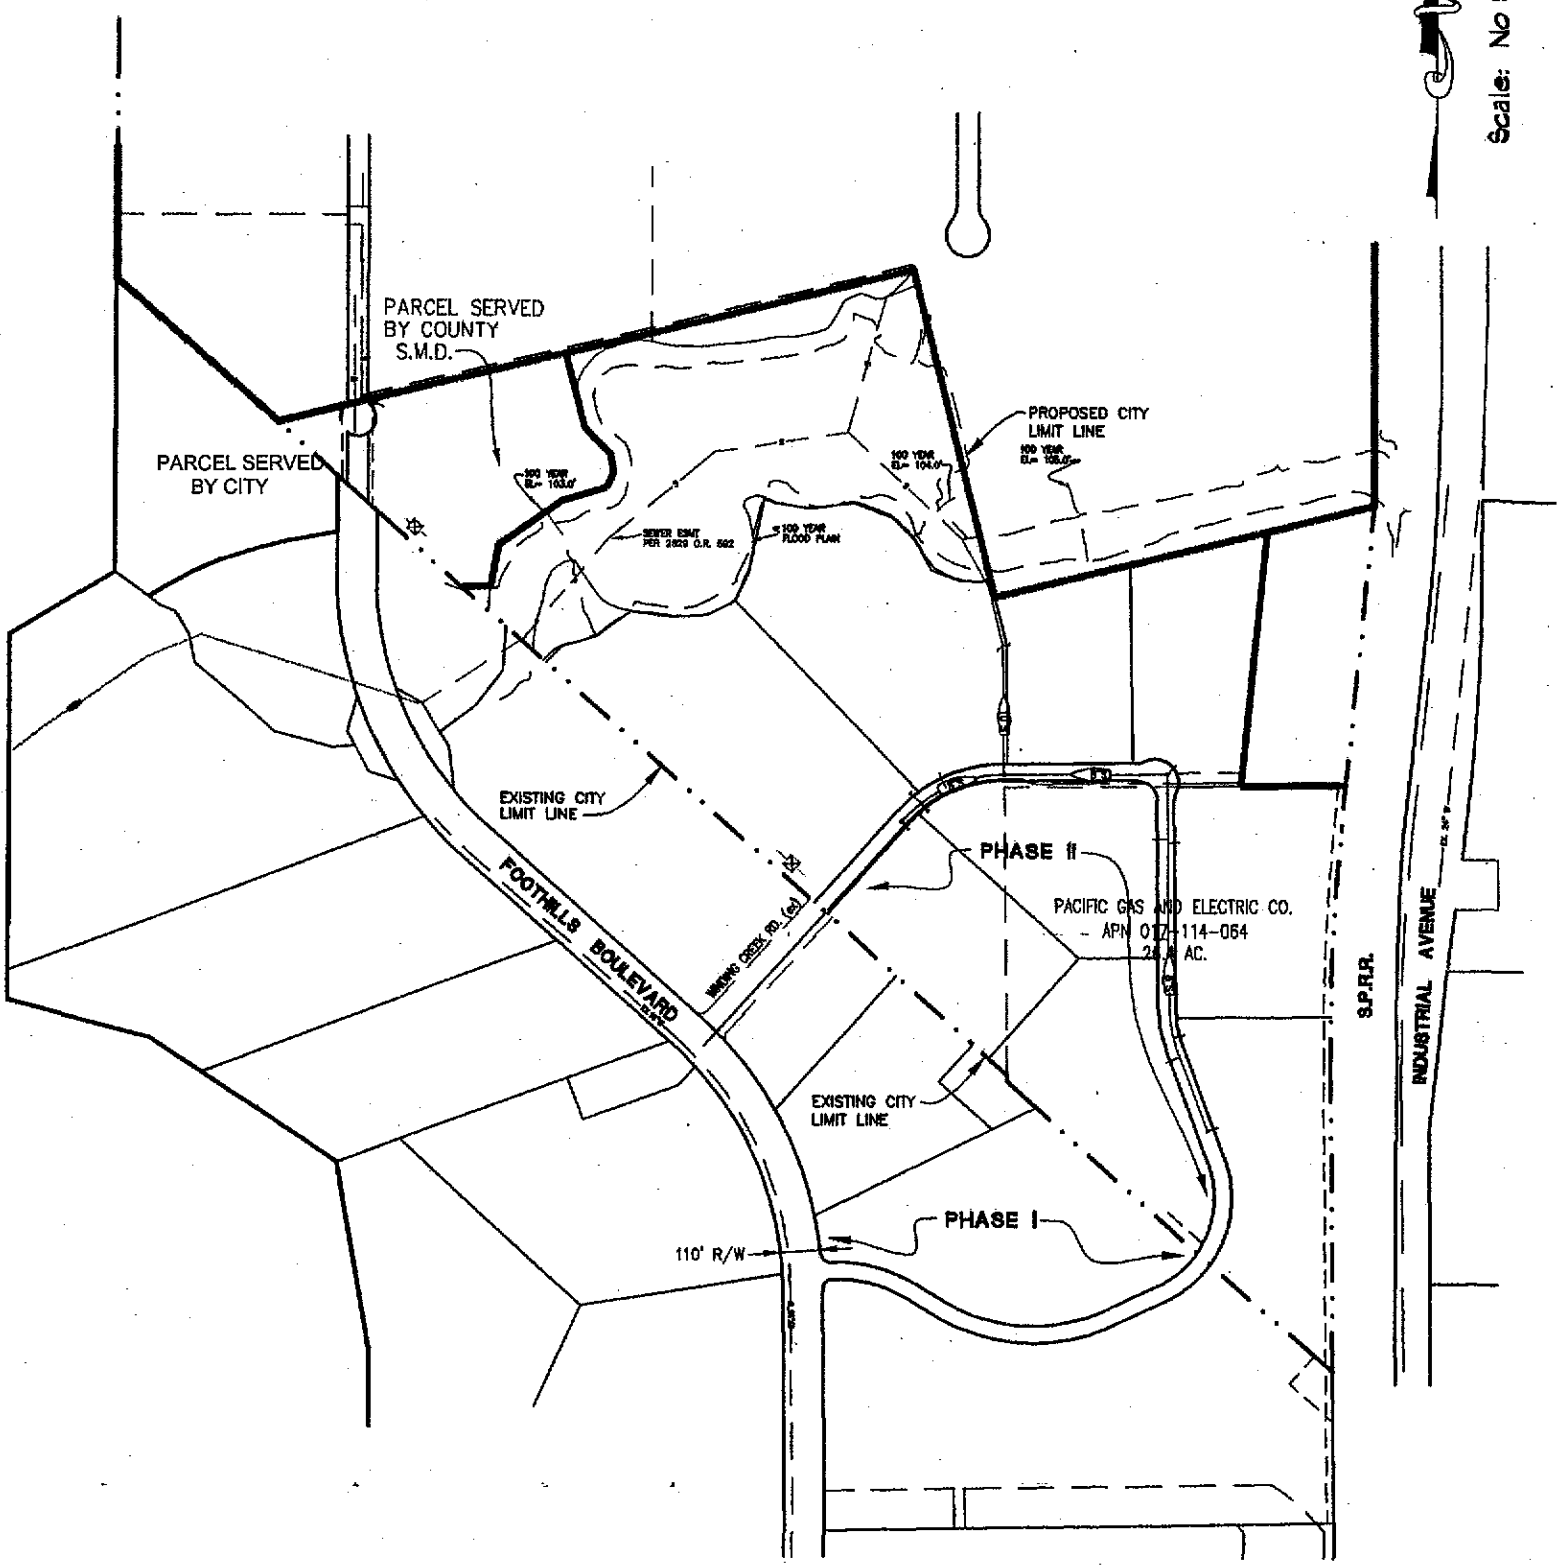 Scale: No
PARCEL SERVED
BY COUNTY
S.M.D.
PROPOSED CITY
LIMIT LINE
PARCEL SERVED
BY CITY
100 YEAR
EL= 103.0'
100 YEAR
EL= 104.0'
100 YEAR
SEWER ESMT
PER 2829 O.R. 592
100 YEAR
FLOOD PLAIN
EXISTING CITY
LIMIT LINE
FOOTHILLS BOULEVARD
WINDING CREEK RD. (ex)
PHASE II
PACIFIC GAS AND ELECTRIC CO.
APN 017-114-064
AC.
S.P.R.R.
INDUSTRIAL AVENUE
EXISTING CITY
LIMIT LINE
PHASE I
110' R/W